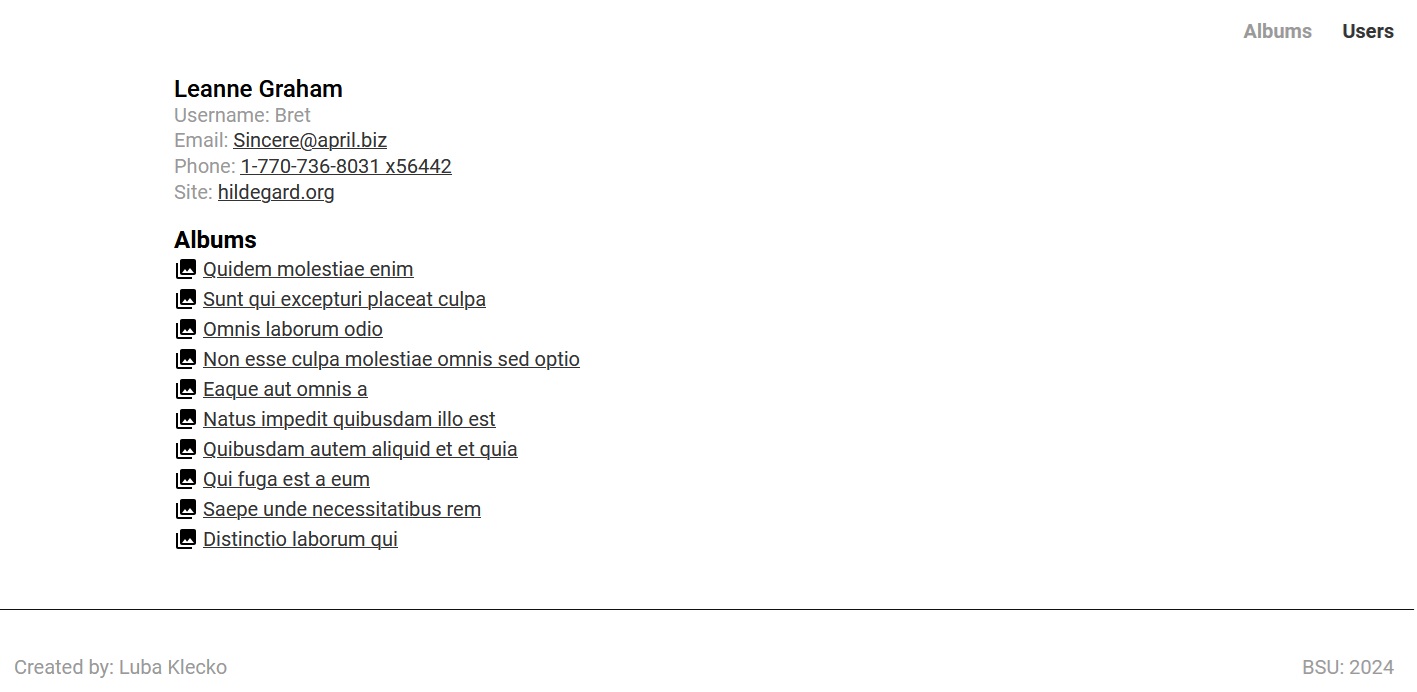 Albums Users
Leanne Graham
Username: Bret
Email: Sincere@april.biz
Phone: 1-770-736-8031 x56442
Site: hildegard.org
Albums
Quidem molestiae enim
Sunt qui excepturi placeat culpa
Omnis laborum odio
Non esse culpa molestiae omnis sed optio
Eaque aut omnis a
Natus impedit quibusdam illo est
Quibusdam autem aliquid et et quia
Qui fuga est a eum
Saepe unde necessitatibus rem
Distinctio laborum qui
Created by: Luba Klecko BSU: 2024